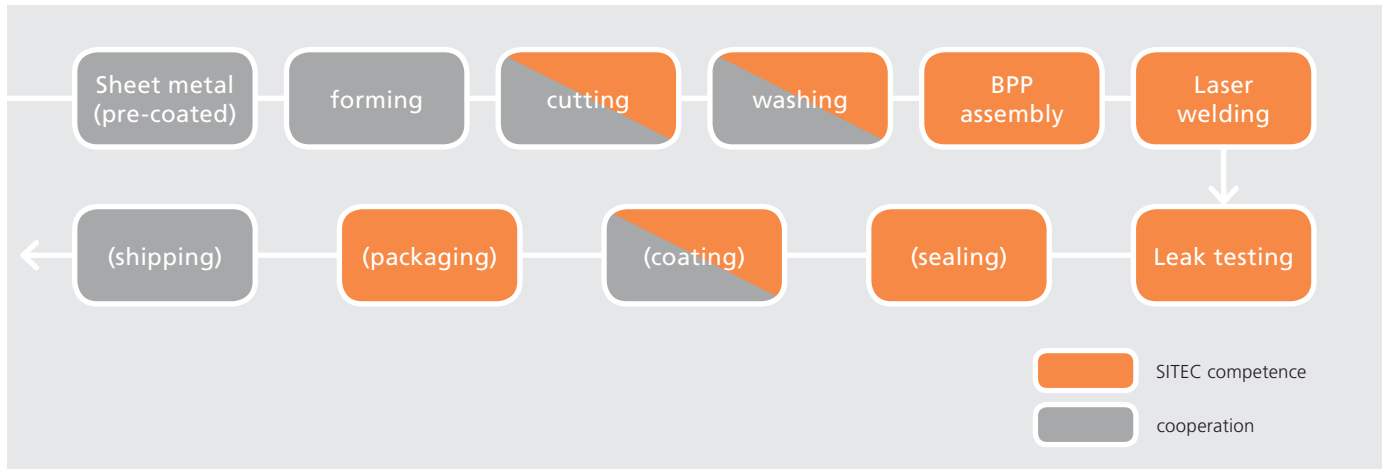 Sheet metal
(pre-coated)
forming
cutting
washing
BPP
assembly
Laser
welding
(shipping)
(packaging)
(coating)
(sealing)
Leak testing
SITEC competence
cooperation